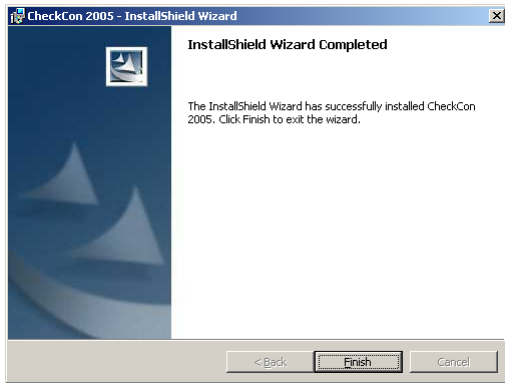 CheckCon 2005 - InstallShield Wizard
InstallShield Wizard Completed
The InstallShield Wizard has successfully installed CheckCon
2005. Click Finish to exit the wizard.
< Back Finish Cancel